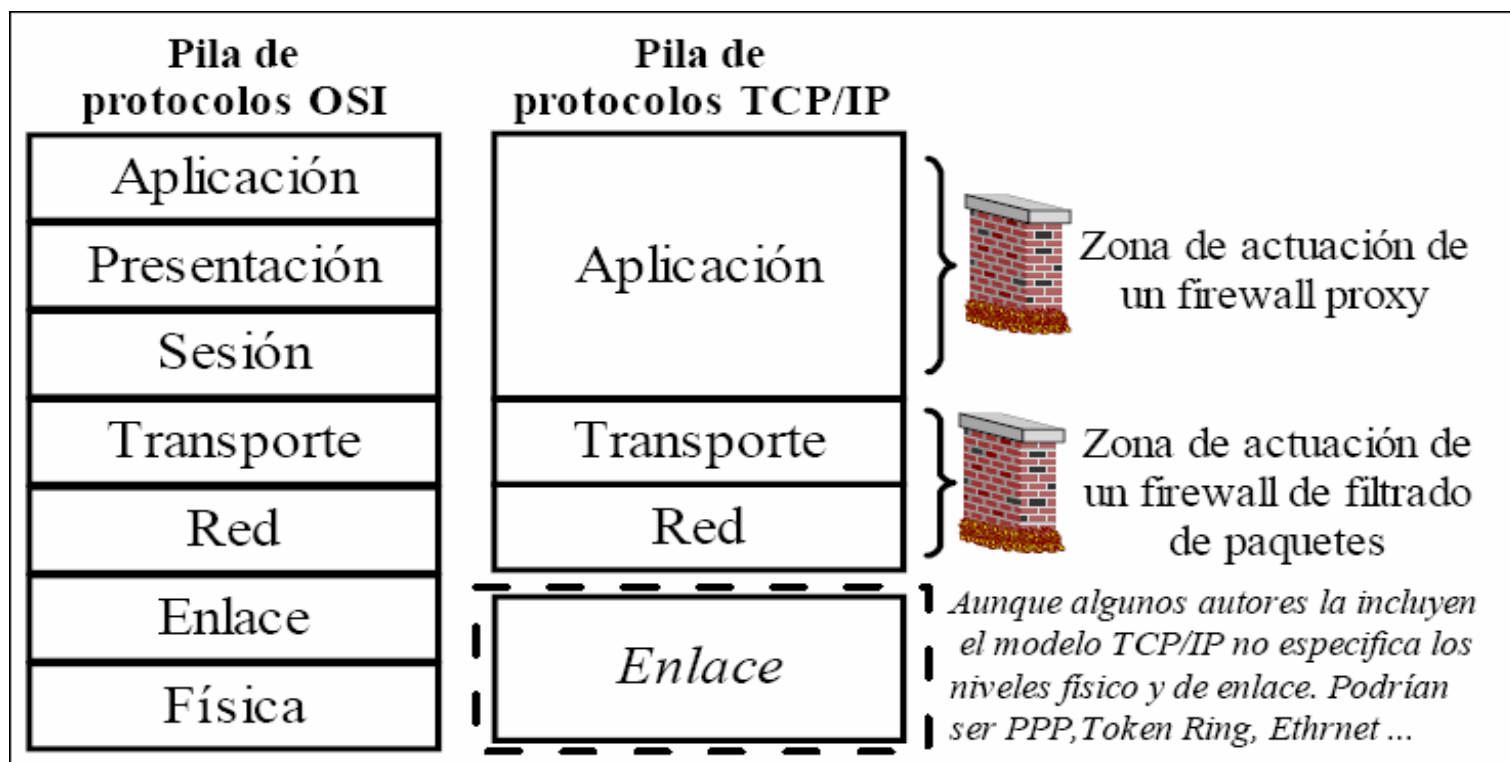 Pila de
protocolos OSI
Aplicación
Presentación
Sesión
Transporte
Red
Enlace
Física
Pila de
protocolos TCP/IP
Aplicación
Transporte
Red
Enlace
Zona de actuación de
un firewall proxy
Zona de actuación de
un firewall de filtrado
de paquetes
Aunque algunos autores la incluyen
el modelo TCP/IP no especifica los
niveles físico y de enlace. Podrían
ser PPP,Token Ring, Ethrnet ...